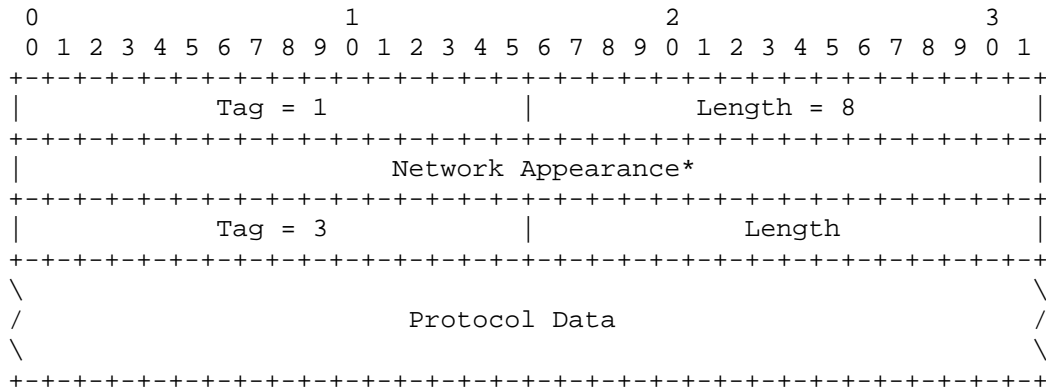 0                   1                   2                   3
 0 1 2 3 4 5 6 7 8 9 0 1 2 3 4 5 6 7 8 9 0 1 2 3 4 5 6 7 8 9 0 1
+-+-+-+-+-+-+-+-+-+-+-+-+-+-+-+-+-+-+-+-+-+-+-+-+-+-+-+-+-+-+-+-+
|            Tag = 1            |          Length = 8           |
+-+-+-+-+-+-+-+-+-+-+-+-+-+-+-+-+-+-+-+-+-+-+-+-+-+-+-+-+-+-+-+-+
|                       Network Appearance*                     |
+-+-+-+-+-+-+-+-+-+-+-+-+-+-+-+-+-+-+-+-+-+-+-+-+-+-+-+-+-+-+-+-+
|            Tag = 3            |             Length            |
+-+-+-+-+-+-+-+-+-+-+-+-+-+-+-+-+-+-+-+-+-+-+-+-+-+-+-+-+-+-+-+-+
\                                                               \
/                        Protocol Data                          /
\                                                               \
+-+-+-+-+-+-+-+-+-+-+-+-+-+-+-+-+-+-+-+-+-+-+-+-+-+-+-+-+-+-+-+-+